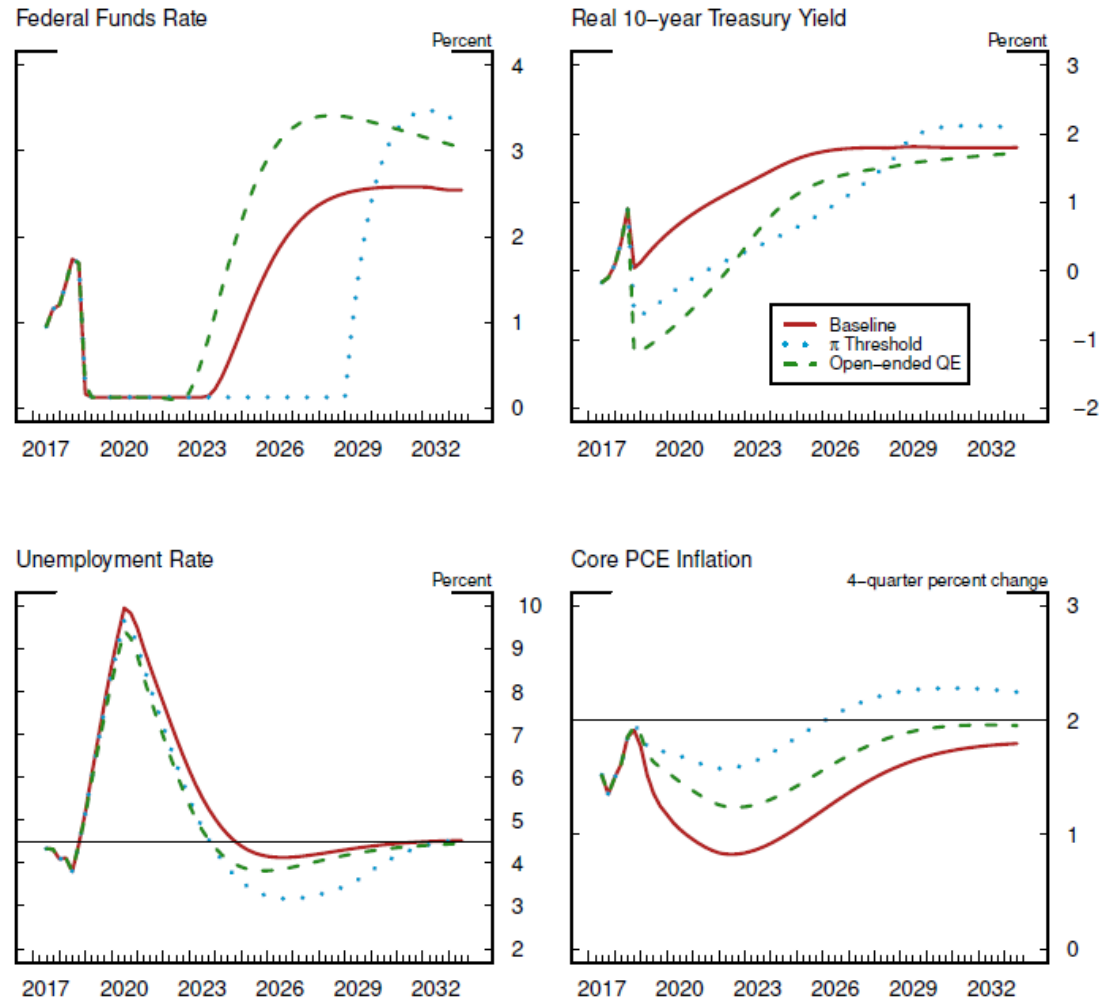 Federal Funds Rate
Percent
4
3
2
1
0
2017 2020 2023 2026 2029 2032
Real 10−year Treasury Yield
Percent
3
2
1
0
−1
−2
Baseline
π Threshold
Open−ended QE
2017 2020 2023 2026 2029 2032
Unemployment Rate
Percent
10
9
8
7
6
5
4
3
2
2017 2020 2023 2026 2029 2032
Core PCE Inflation
4−quarter percent change
3
2
1
0
2017 2020 2023 2026 2029 2032